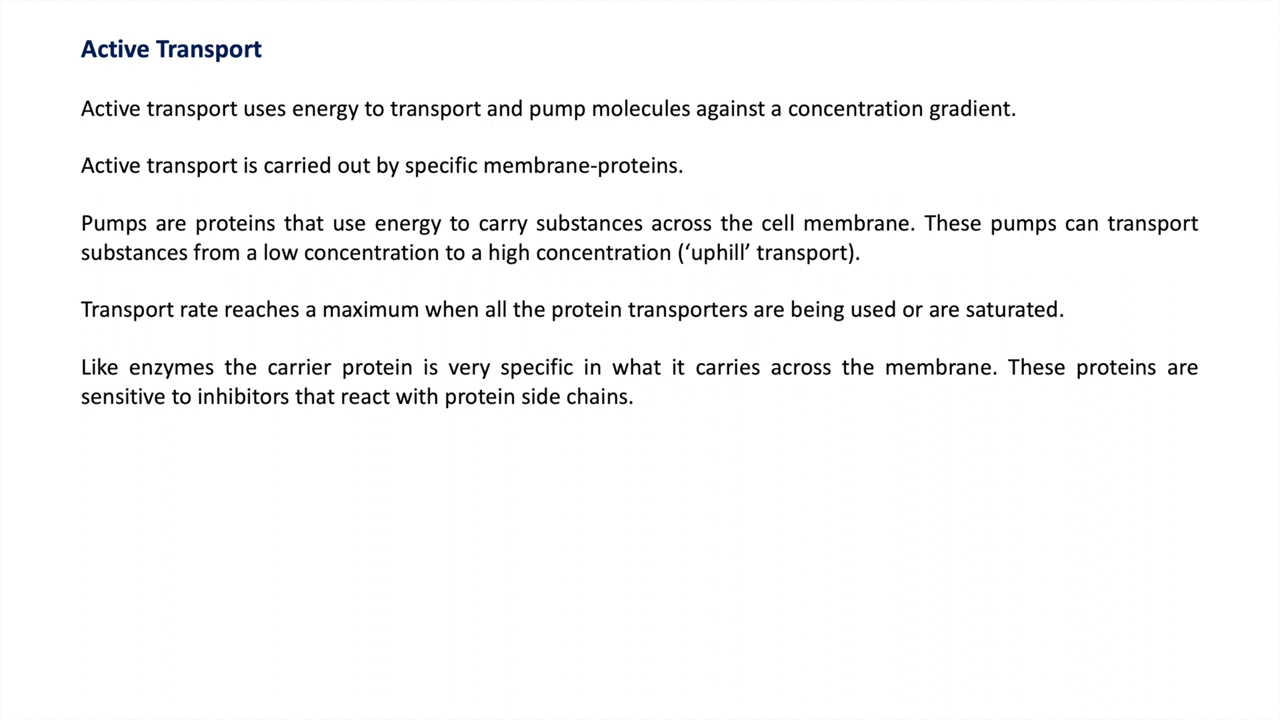 Active Transport
Active transport uses energy to transport and pump molecules against a concentration gradient.
Active transport is carried out by specific membrane-proteins.
Pumps are proteins that use energy to carry substances across the cell membrane. These pumps can transport
substances from a low concentration to a high concentration (‘uphill’ transport).
Transport rate reaches a maximum when all the protein transporters are being used or are saturated.
Like enzymes the carrier protein is very specific in what it carries across the membrane. These proteins are
sensitive to inhibitors that react with protein side chains.